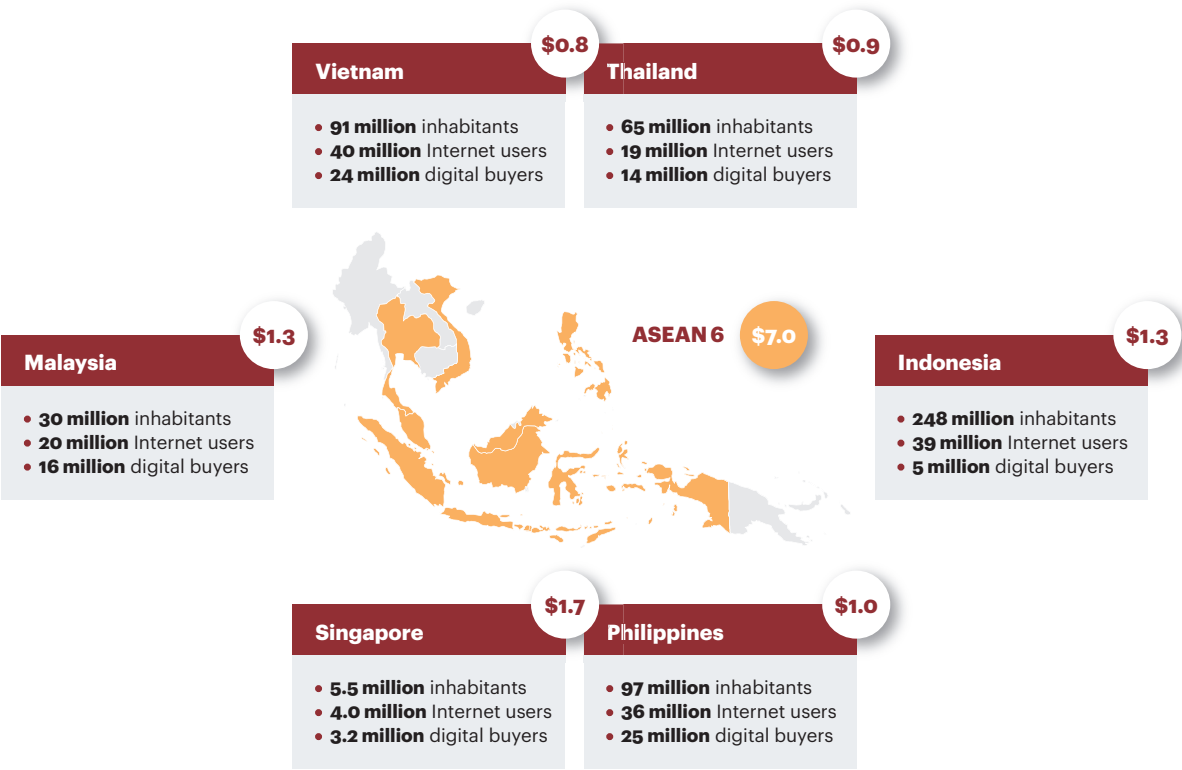 $0.8
Vietnam
• 91 million inhabitants
• 40 million Internet users
• 24 million digital buyers
$0.9
Thailand
• 65 million inhabitants
• 19 million Internet users
• 14 million digital buyers
$1.3
Malaysia
• 30 million inhabitants
• 20 million Internet users
• 16 million digital buyers
ASEAN 6 $7.0
$1.3
Indonesia
• 248 million inhabitants
• 39 million Internet users
• 5 million digital buyers
$1.7
Singapore
• 5.5 million inhabitants
• 4.0 million Internet users
• 3.2 million digital buyers
$1.0
Philippines
• 97 million inhabitants
• 36 million Internet users
• 25 million digital buyers